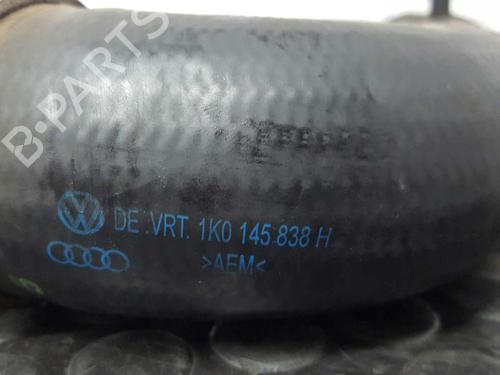 B-PARTS
DE .VRT. 1K0 145 838 H
>AEM<